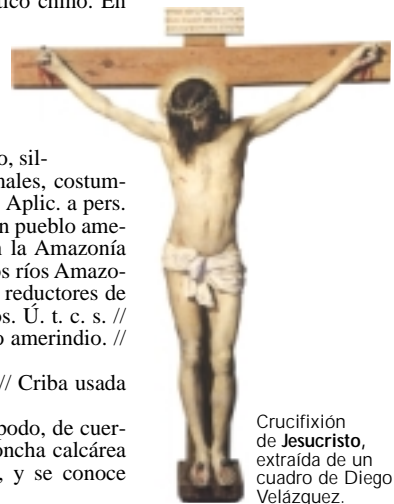 tico chino. En
o, sil-
nales, costum-
Aplic. a pers.
n pueblo ame-
n la Amazonía
os ríos Amazo-
reductores de
os. Ú. t. c. s. //
o amerindio. //
// Criba usada
podo, de cuer-
oncha calcárea
, y se conoce
Crucifixión
de Jesucristo,
extraída de un
cuadro de Diego
Velázquez.